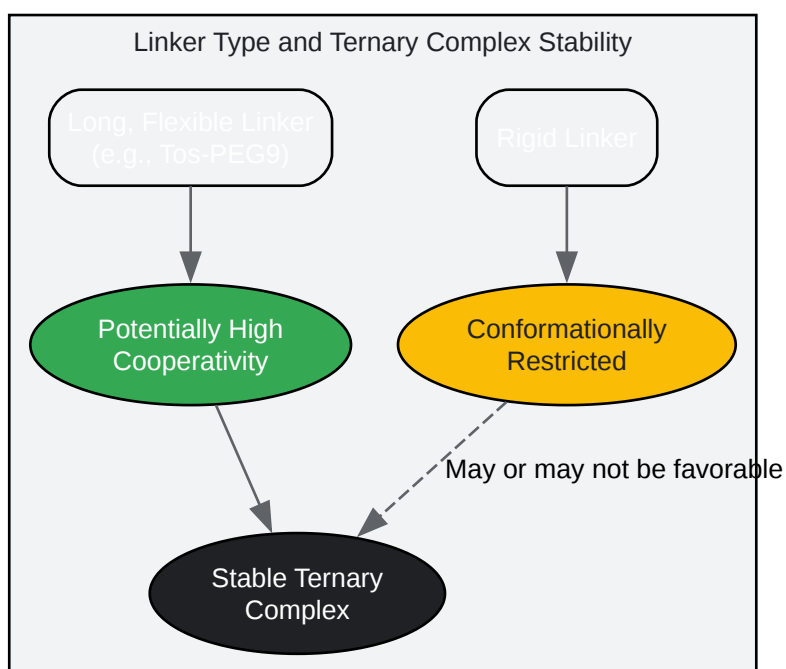 Linker Type and Ternary Complex Stability
Long, Flexible Linker
(e.g., Tos-PEG9)
Rigid Linker
Potentially High
Cooperativity
Conformationally
Restricted
May or may not be favorable
Stable Ternary
Complex